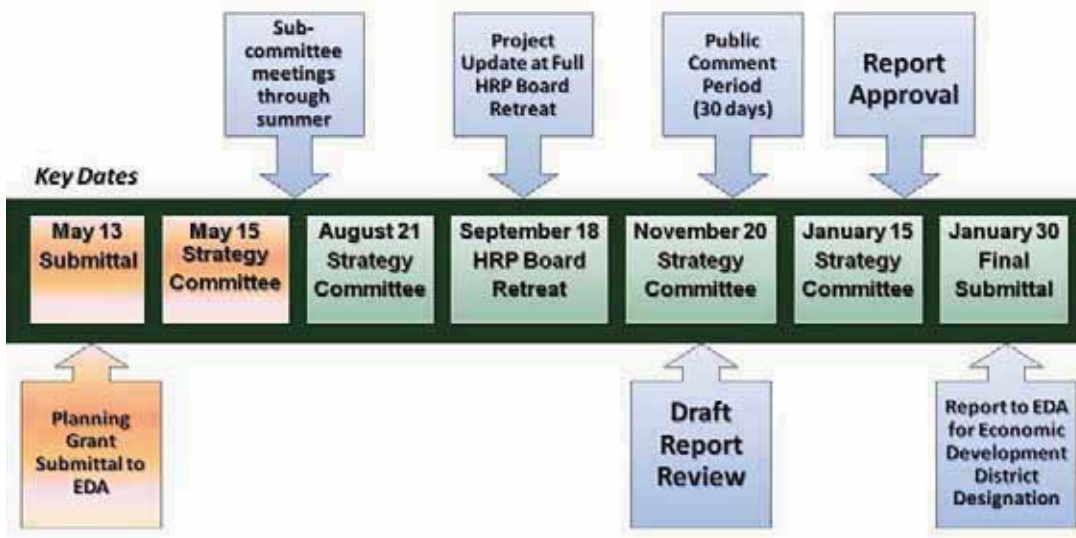 Sub-
committee
meetings
through
summer
Project
Update at Full
HRP Board
Retreat
Public
Comment
Period
(30 days)
Report
Approval
Key Dates
May 13
Submittal
May 15
Strategy
Committee
August 21
Strategy
Committee
September 18
HRP Board
Retreat
November 20
Strategy
Committee
January 15
Strategy
Committee
January 30
Final
Submittal
Planning
Grant
Submittal to
EDA
Draft
Report
Review
Report to EDA
for Economic
Development
District
Designation